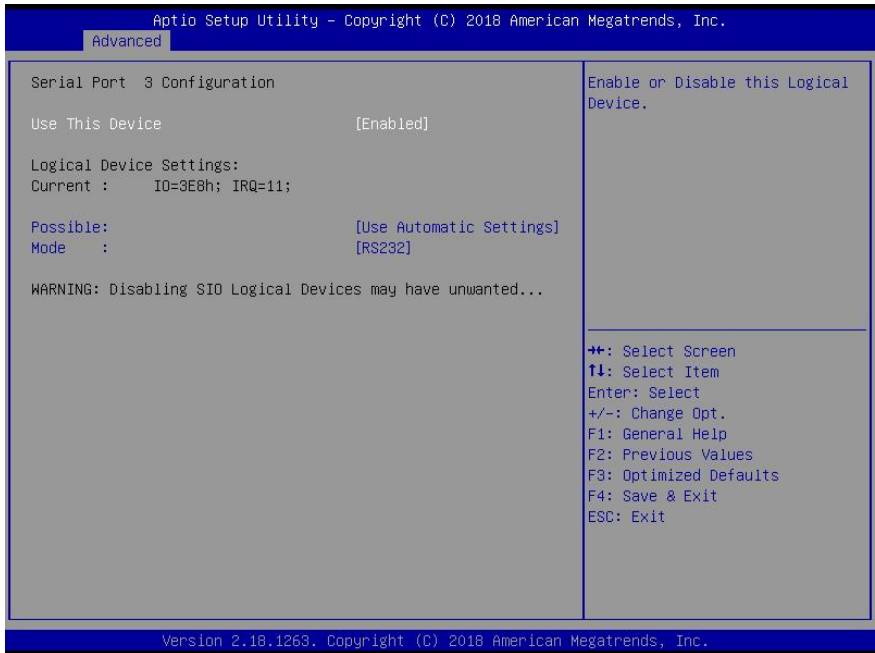 Aptio Setup Utility – Copyright (C) 2018 American Megatrends, Inc.
Advanced
Serial Port 3 Configuration
Use This Device [Enabled]
Logical Device Settings:
Current : IO=3E8h; IRQ=11;
Possible: [Use Automatic Settings]
Mode : [RS232]
WARNING: Disabling SIO Logical Devices may have unwanted...
Enable or Disable this Logical
Device.
→←: Select Screen
↑↓: Select Item
Enter: Select
+/-: Change Opt.
F1: General Help
F2: Previous Values
F3: Optimized Defaults
F4: Save & Exit
ESC: Exit
Version 2.18.1263. Copyright (C) 2018 American Megatrends, Inc.